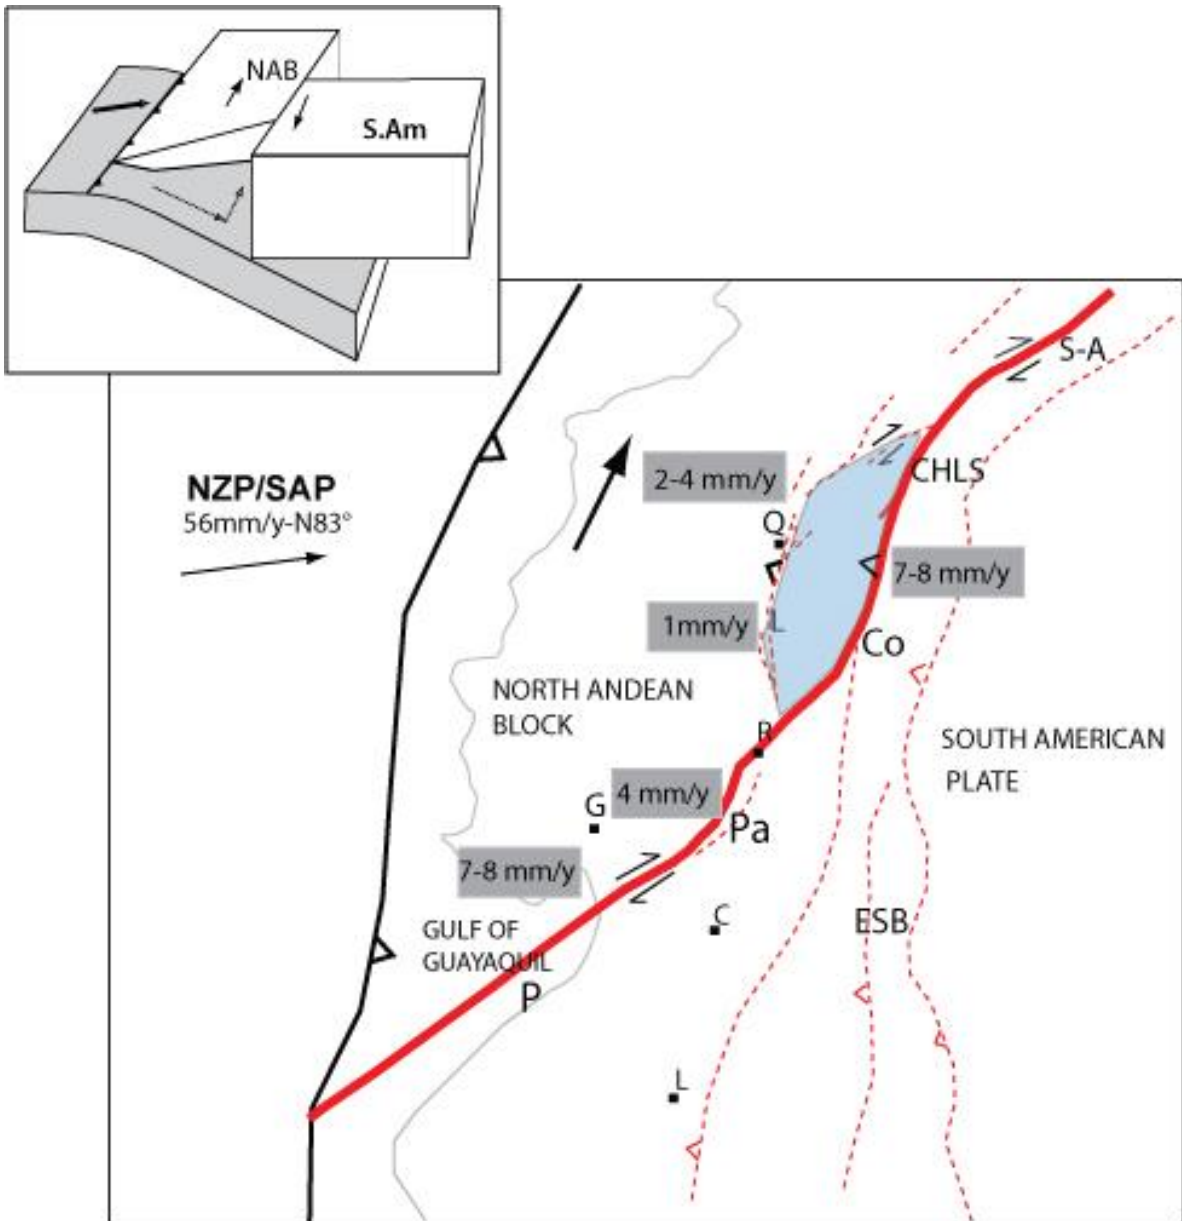 NAB
S.Am
S-A
2-4 mm/y
CHLS
NZP/SAP
56mm/y-N83°
Q
7-8 mm/y
1mm/y
L
Co
NORTH ANDEAN
BLOCK
R
SOUTH AMERICAN
PLATE
4 mm/y
G
Pa
7-8 mm/y
C
ESB
GULF OF
GUAYAQUIL
P
L